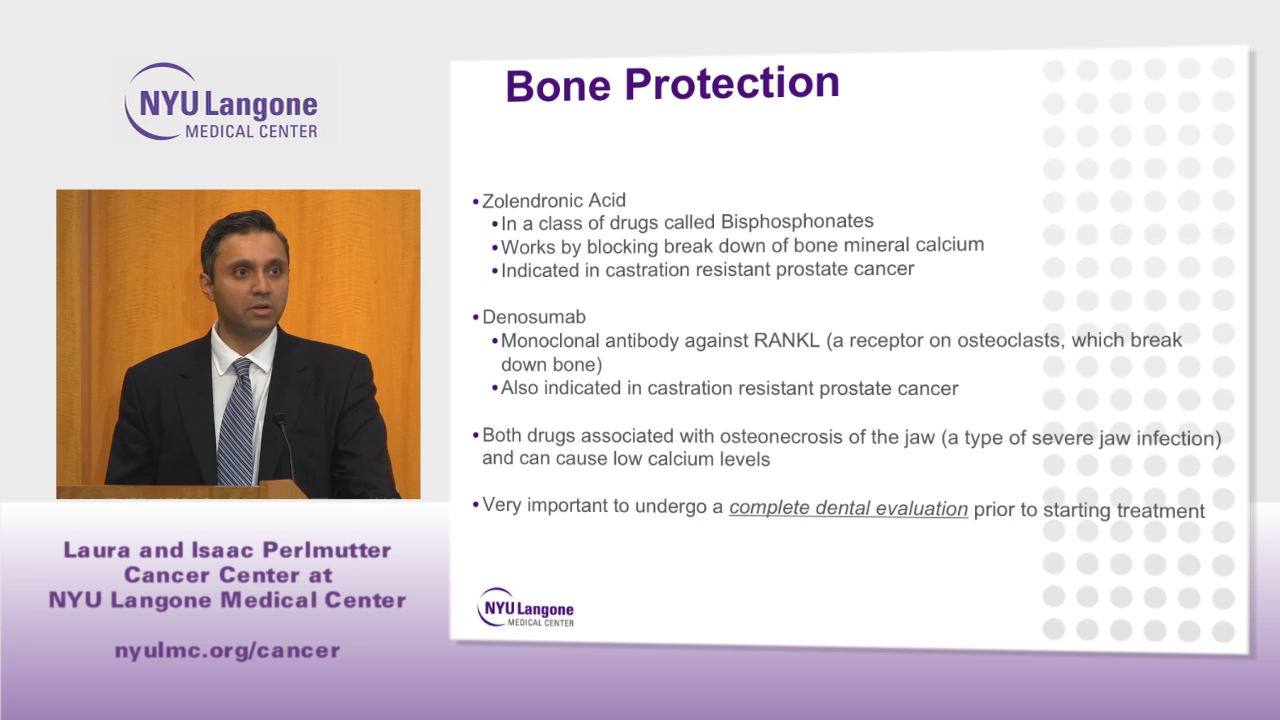 NYU Langone
MEDICAL CENTER
Bone Protection
•Zolendronic Acid
•In a class of drugs called Bisphosphonates
•Works by blocking break down of bone mineral calcium
•Indicated in castration resistant prostate cancer
•Denosumab
•Monoclonal antibody against RANKL (a receptor on osteoclasts, which break
down bone)
•Also indicated in castration resistant prostate cancer
•Both drugs associated with osteonecrosis of the jaw (a type of severe jaw infection)
and can cause low calcium levels
•Very important to undergo a complete dental evaluation prior to starting treatment
NYU Langone
MEDICAL CENTER
Laura and Isaac Perlmutter
Cancer Center at
NYU Langone Medical Center
nyulmc.org/cancer